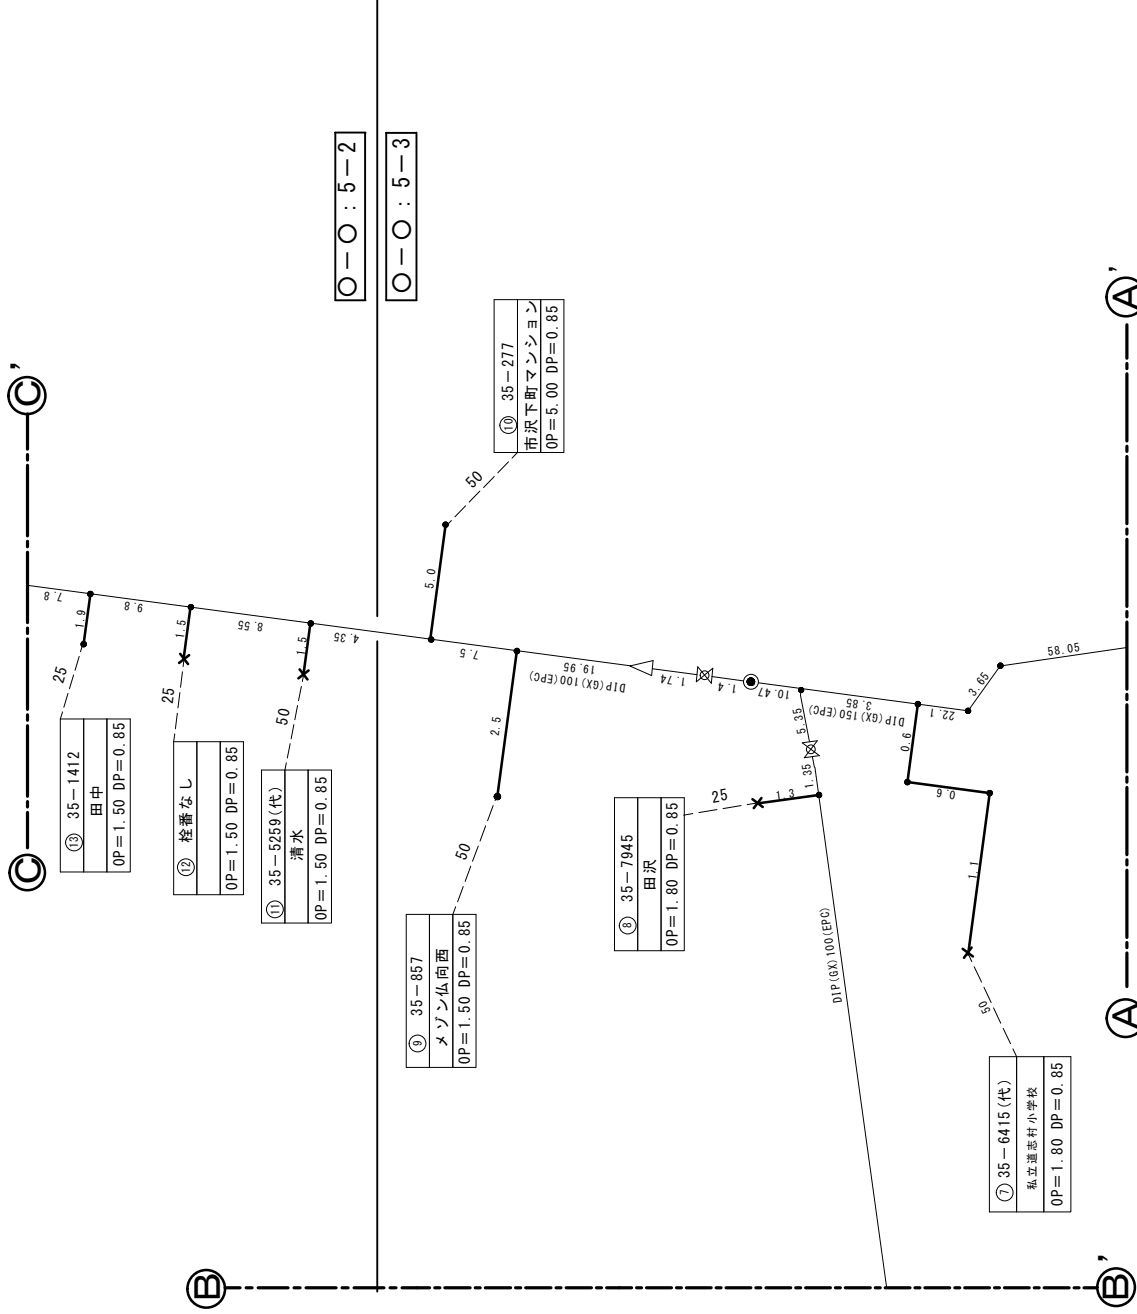 C
C'
⑬ 35-1412
田中
OP=1.50 DP=0.85
25
1.9
7.8
9.8
⑫ 栓番なし
OP=1.50 DP=0.85
25
1.5
8.55
⑪ 35-5259(代)
清水
OP=1.50 DP=0.85
50
1.5
4.35
○-○:5-2
○-○:5-3
⑩ 35-277
市沢下町マンション
OP=5.00 DP=0.85
50
5.0
7.5
⑨ 35-857
メゾン仏向西
OP=1.50 DP=0.85
50
2.5
19.95
DIP(GX)100(EPC)
1.74
1.4
10.47
⑧ 35-7945
田沢
OP=1.80 DP=0.85
25
1.3
1.35
5.35
3.85
DIP(GX)150(EPC)
DIP(GX)100(EPC)
22.1
3.65
58.05
0.6
0.6
1.1
50
⑦ 35-6415(代)
私立道志村小学校
OP=1.80 DP=0.85
B
B'
A
A'